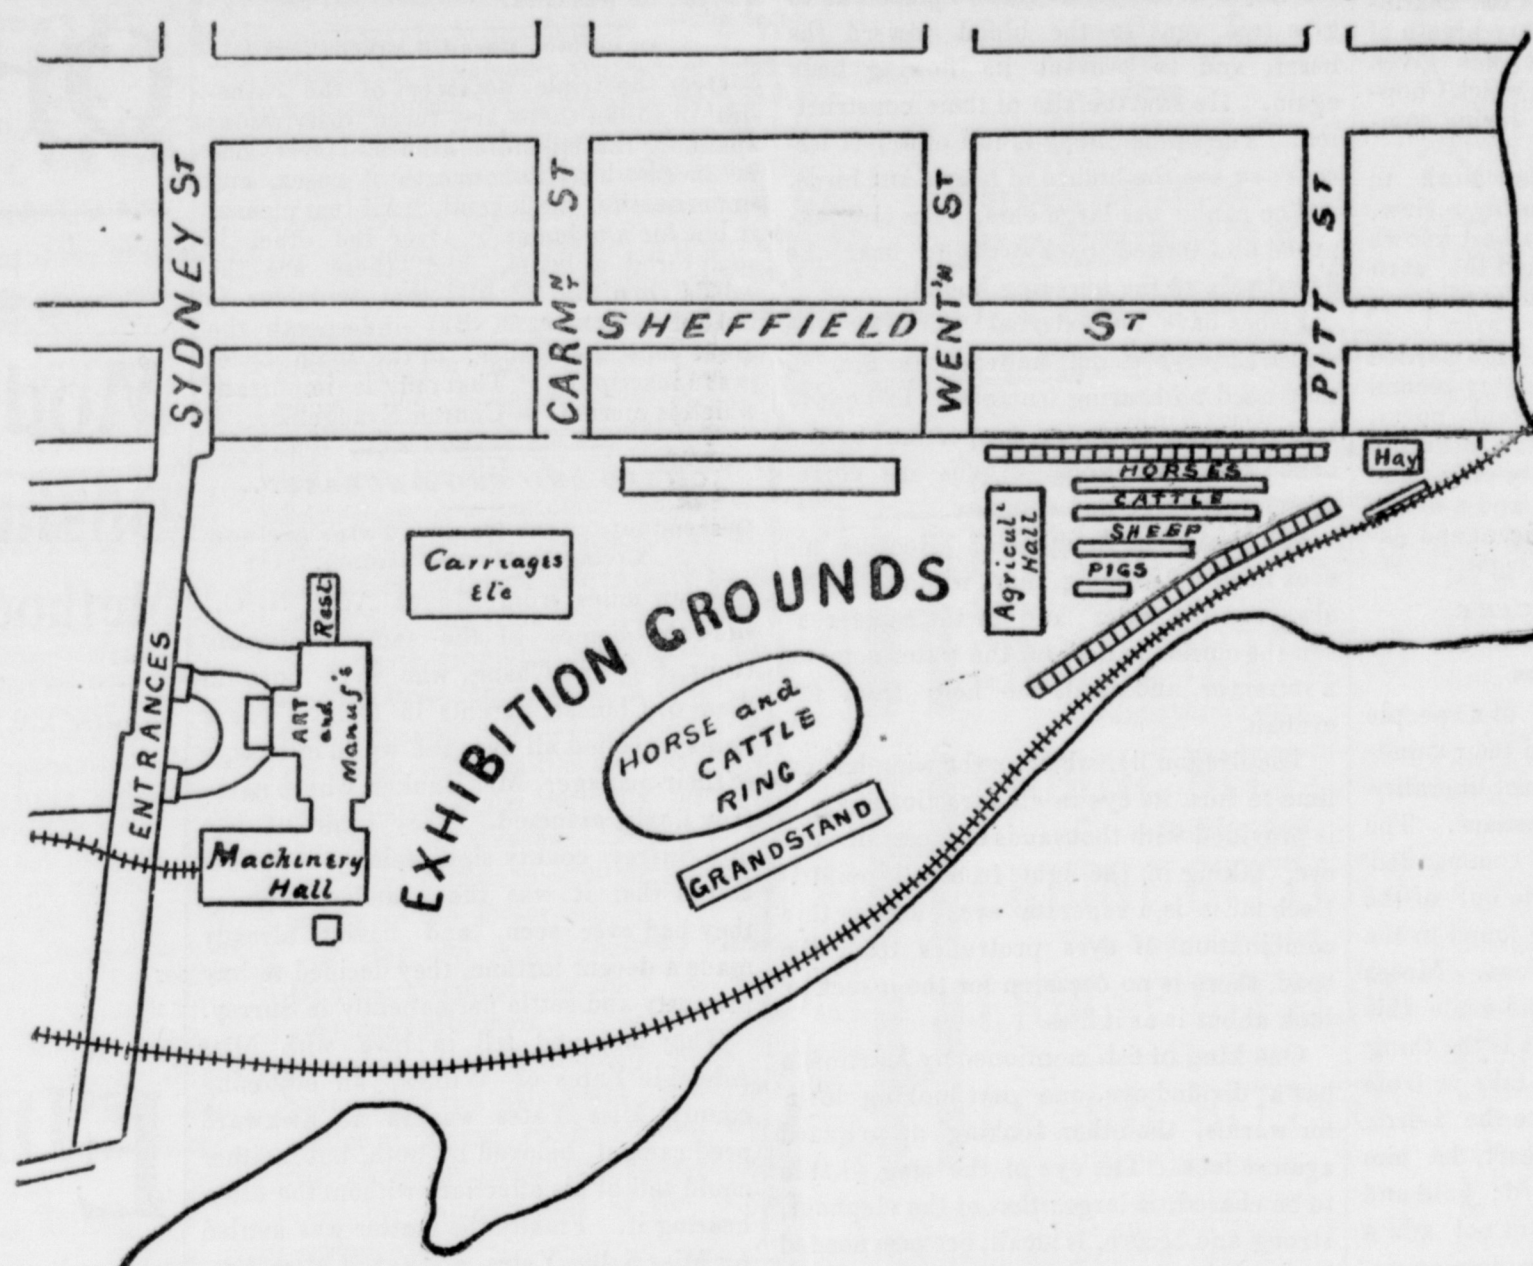 SYDNEY ST
CARMNT ST
WENT'N ST
PITT ST
SHEFFIELD ST
HORSES
CATTLE
SHEEP
PIGS
Hay
Agricul'
Hall
Carriages
Etc
Rest
ART
and
Manuf's
ENTRANCES
Machinery
Hall
EXHIBITION GROUNDS
HORSE and
CATTLE
RING
GRANDSTAND